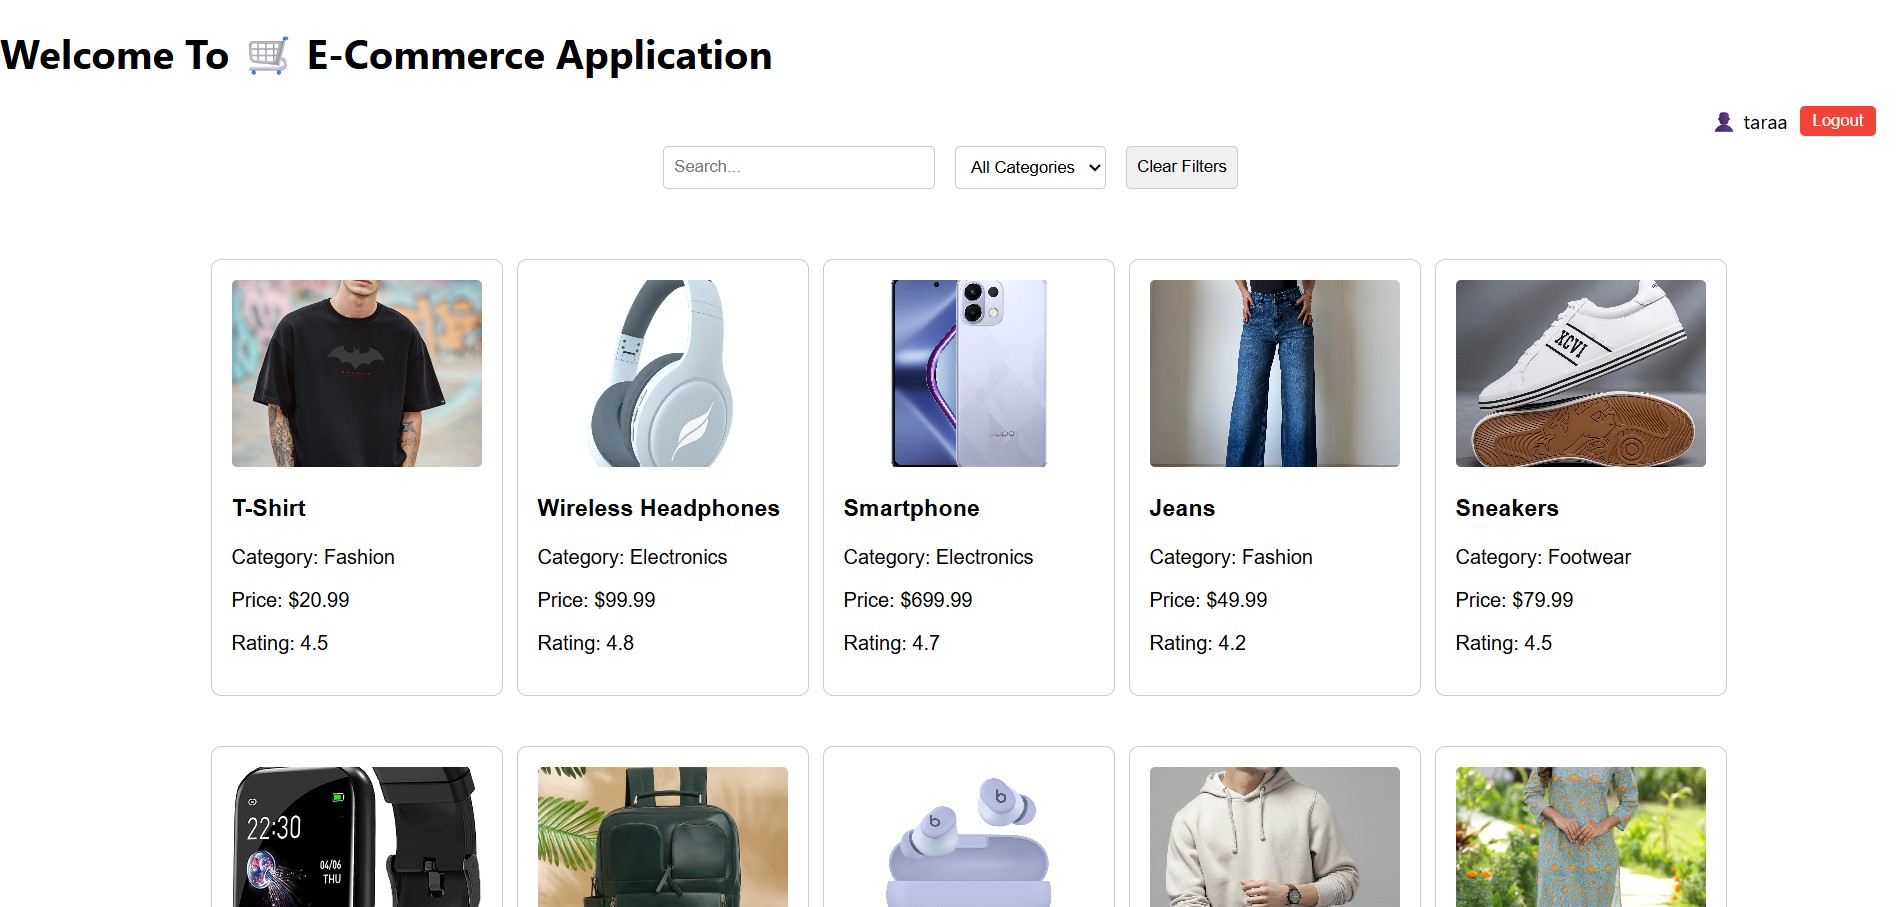 Welcome To 🛒 E-Commerce Application
👤 taraa Logout
Search... All Categories Clear Filters
XCVI
oppo
T-Shirt
Category: Fashion
Price: $20.99
Rating: 4.5
Wireless Headphones
Category: Electronics
Price: $99.99
Rating: 4.8
Smartphone
Category: Electronics
Price: $699.99
Rating: 4.7
Jeans
Category: Fashion
Price: $49.99
Rating: 4.2
Sneakers
Category: Footwear
Price: $79.99
Rating: 4.5
22:30
04/06
THU
b
b